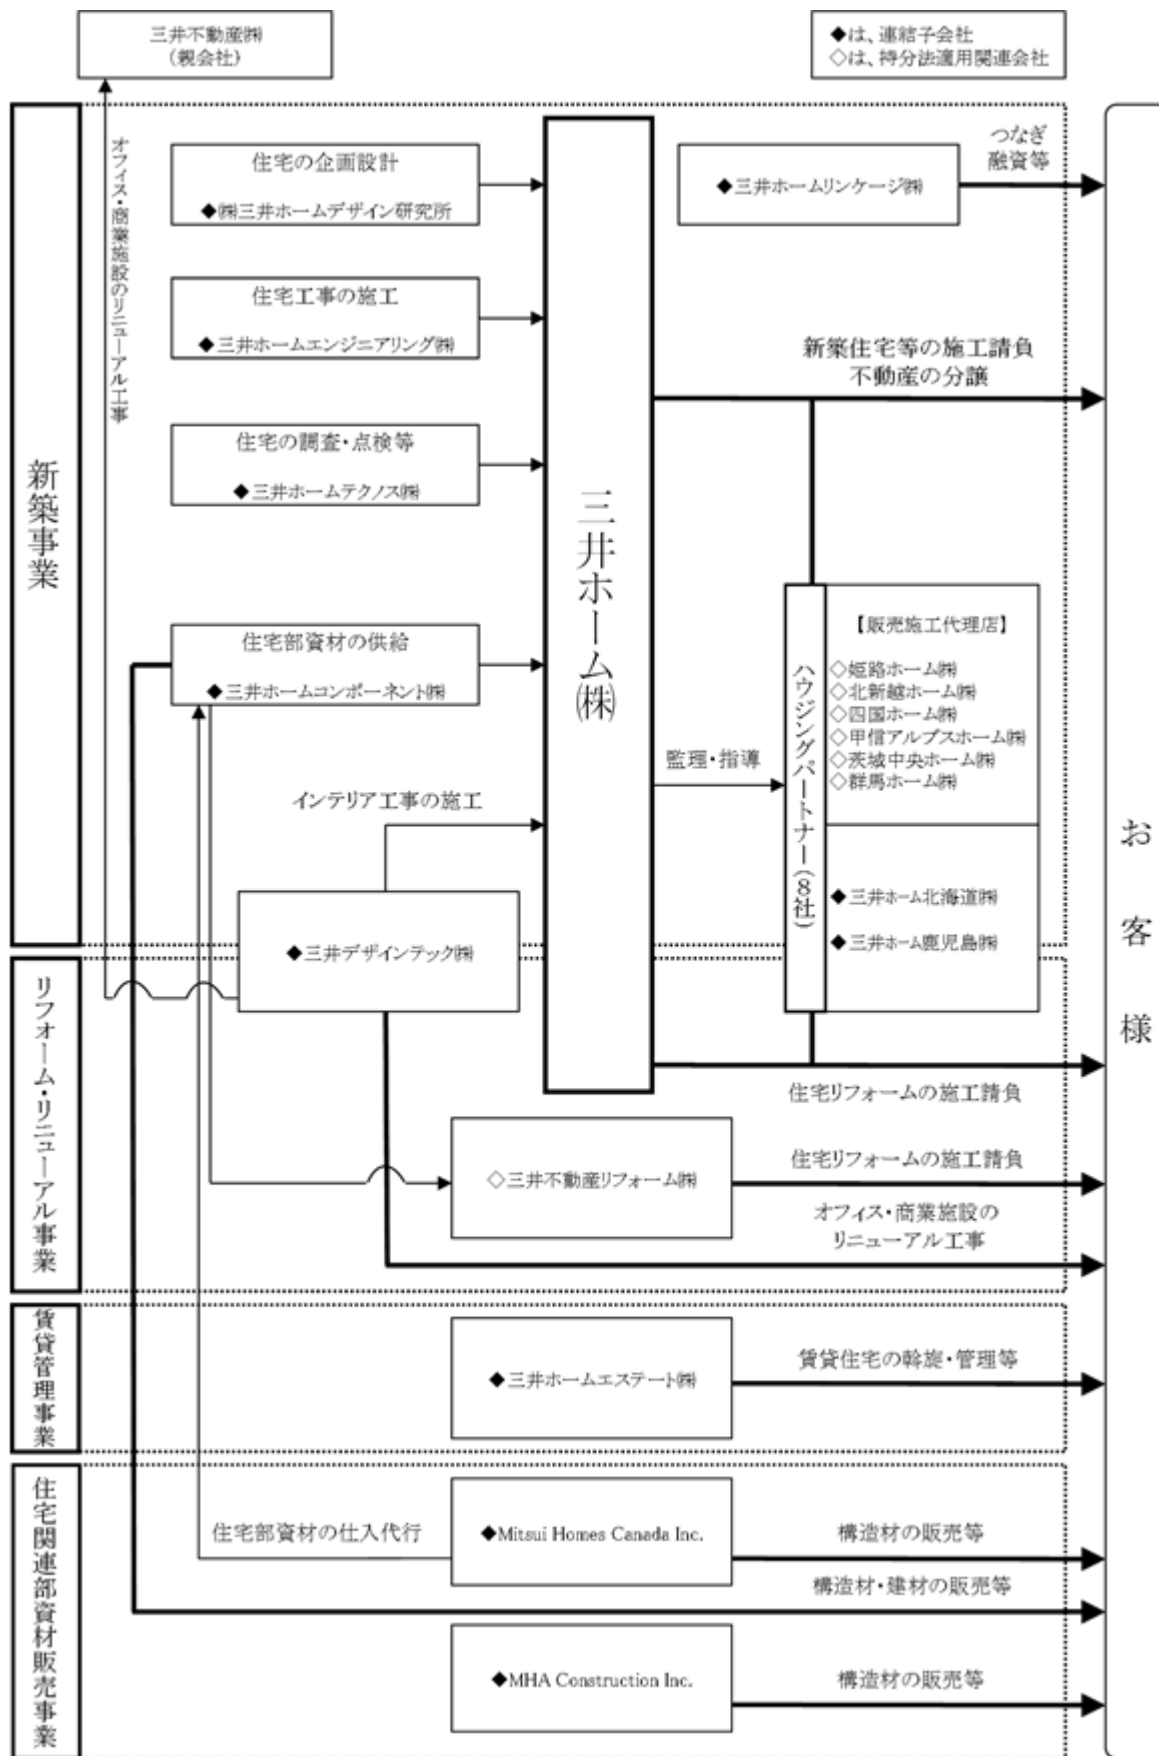 三井不動産㈱
(親会社)
◆は、連結子会社
◇は、持分法適用関連会社
新築事業
オフィス・商業施設のリニューアル工事
住宅の企画設計
◆㈱三井ホームデザイン研究所
住宅工事の施工
◆三井ホームエンジニアリング㈱
住宅の調査・点検等
◆三井ホームテクノス㈱
住宅部資材の供給
◆三井ホームコンポーネント㈱
インテリア工事の施工
◆三井デザインテック㈱
三井ホーム㈱
◆三井ホームリンケージ㈱
つなぎ
融資等
新築住宅等の施工請負
不動産の分譲
監理・指導
ハウジングパートナー(8社)
【販売施工代理店】
◇姫路ホーム㈱
◇北新越ホーム㈱
◇四国ホーム㈱
◇甲信アルプスホーム㈱
◇茨城中央ホーム㈱
◇群馬ホーム㈱
◆三井ホーム北海道㈱
◆三井ホーム鹿児島㈱
お客様
リフォーム・リニューアル事業
住宅リフォームの施工請負
◇三井不動産リフォーム㈱
住宅リフォームの施工請負
オフィス・商業施設の
リニューアル工事
賃貸管理事業
◆三井ホームエステート㈱
賃貸住宅の斡旋・管理等
住宅関連部資材販売事業
住宅部資材の仕入代行
◆Mitsui Homes Canada Inc.
構造材の販売等
構造材・建材の販売等
◆MHA Construction Inc.
構造材の販売等